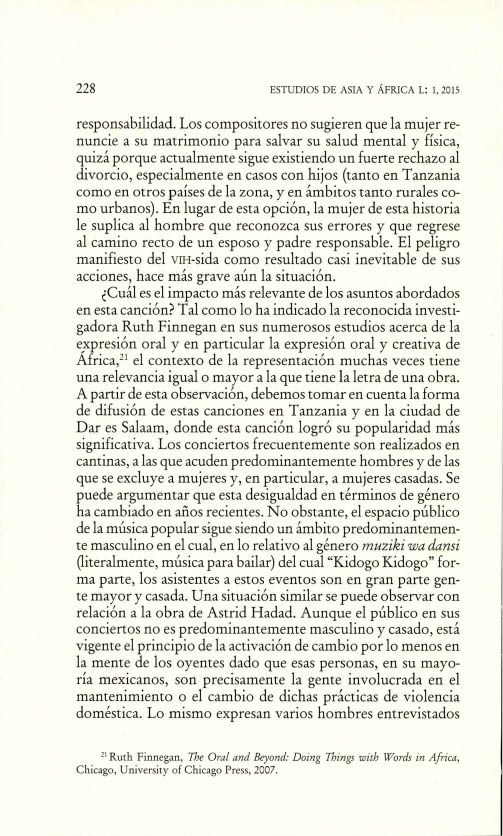 228 ESTUDIOS DE ASIA Y ÁFRICA L: 1, 2015
responsabilidad. Los compositores no sugieren que la mujer re-
nuncie a su matrimonio para salvar su salud mental y física,
quizá porque actualmente sigue existiendo un fuerte rechazo al
divorcio, especialmente en casos con hijos (tanto en Tanzania
como en otros países de la zona, y en ámbitos tanto rurales co-
mo urbanos). En lugar de esta opción, la mujer de esta historia
le suplica al hombre que reconozca sus errores y que regrese
al camino recto de un esposo y padre responsable. El peligro
manifiesto del VIH-sida como resultado casi inevitable de sus
acciones, hace más grave aún la situación.
¿Cuál es el impacto más relevante de los asuntos abordados
en esta canción? Tal como lo ha indicado la reconocida investi-
gadora Ruth Finnegan en sus numerosos estudios acerca de la
expresión oral y en particular la expresión oral y creativa de
África,²¹ el contexto de la representación muchas veces tiene
una relevancia igual o mayor a la que tiene la letra de una obra.
A partir de esta observación, debemos tomar en cuenta la forma
de difusión de estas canciones en Tanzania y en la ciudad de
Dar es Salaam, donde esta canción logró su popularidad más
significativa. Los conciertos frecuentemente son realizados en
cantinas, a las que acuden predominantemente hombres y de las
que se excluye a mujeres y, en particular, a mujeres casadas. Se
puede argumentar que esta desigualdad en términos de género
ha cambiado en años recientes. No obstante, el espacio público
de la música popular sigue siendo un ámbito predominantemen-
te masculino en el cual, en lo relativo al género muziki wa dansi
(literalmente, música para bailar) del cual “Kidogo Kidogo” for-
ma parte, los asistentes a estos eventos son en gran parte gen-
te mayor y casada. Una situación similar se puede observar con
relación a la obra de Astrid Hadad. Aunque el público en sus
conciertos no es predominantemente masculino y casado, está
vigente el principio de la activación de cambio por lo menos en
la mente de los oyentes dado que esas personas, en su mayo-
ría mexicanos, son precisamente la gente involucrada en el
mantenimiento o el cambio de dichas prácticas de violencia
doméstica. Lo mismo expresan varios hombres entrevistados
²¹ Ruth Finnegan, The Oral and Beyond: Doing Things with Words in Africa,
Chicago, University of Chicago Press, 2007.